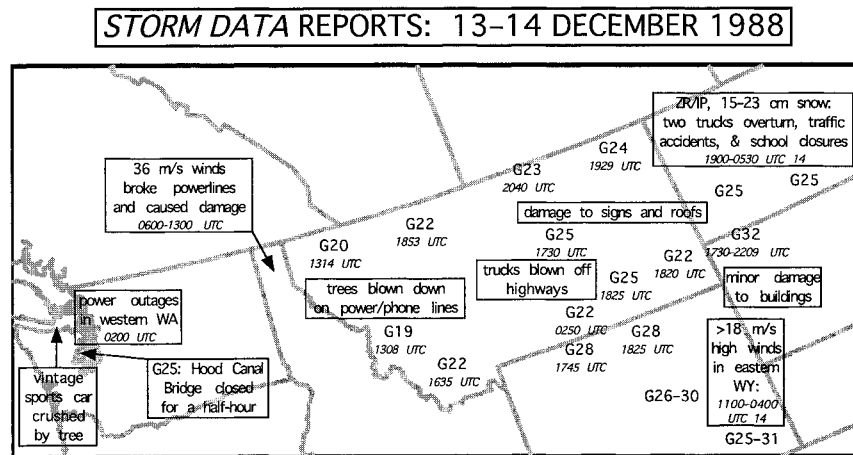 STORM DATA REPORTS: 13–14 DECEMBER 1988
ZR/IP, 15-23 cm snow:
two trucks overturn, traffic
accidents, & school closures
1900-0530 UTC 14
G24
1929 UTC
G23
2040 UTC
G25
G25
36 m/s winds
broke powerlines
and caused damage
0600-1300 UTC
damage to signs and roofs
G22
1853 UTC
G20
1314 UTC
G25
1730 UTC
G32
1730-2209 UTC
G22
1820 UTC
trucks blown off
highways
G25
1825 UTC
minor damage
to buildings
trees blown down
on power/phone lines
power outages
in western WA
0200 UTC
G22
0250 UTC
G19
1308 UTC
G28
1825 UTC
G28
1745 UTC
>18 m/s
high winds
in eastern
WY:
1100-0400
UTC 14
G22
1635 UTC
G25: Hood Canal
Bridge closed
for a half-hour
vintage
sports car
crushed
by tree
G26-30
G25-31